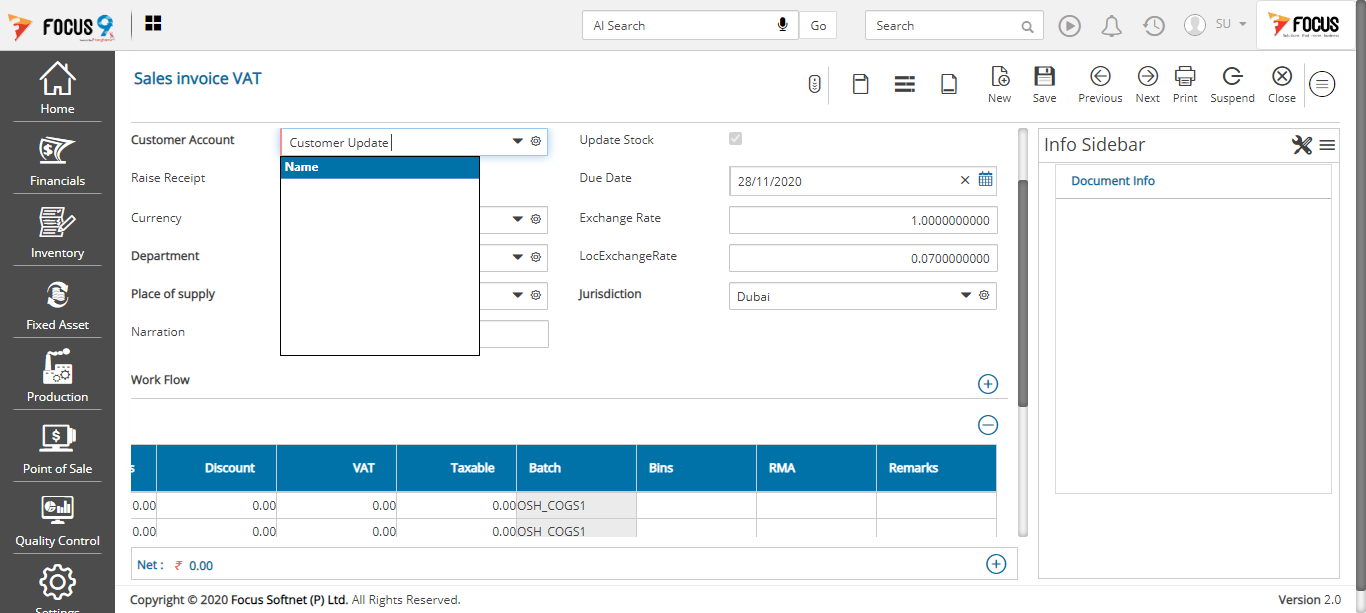 FOCUS 9
AI Search
Go
Search
SU
FOCUS
Home
Financials
Inventory
Fixed Asset
Production
Point of Sale
Quality Control
Settings
Sales invoice VAT
New
Save
Previous
Next
Print
Suspend
Close
Customer Account
Customer Update
Name
Raise Receipt
Currency
Department
Place of supply
Narration
Update Stock
Due Date
28/11/2020
Exchange Rate
1.0000000000
LocExchangeRate
0.0700000000
Jurisdiction
Dubai
Work Flow
s Discount VAT Taxable Batch Bins RMA Remarks
0.00 0.00 0.00 0.00 OSH_COGS1
0.00 0.00 0.00 0.00 OSH_COGS1
Net : ₹ 0.00
Info Sidebar
Document Info
Copyright © 2020 Focus Softnet (P) Ltd. All Rights Reserved.
Version 2.0